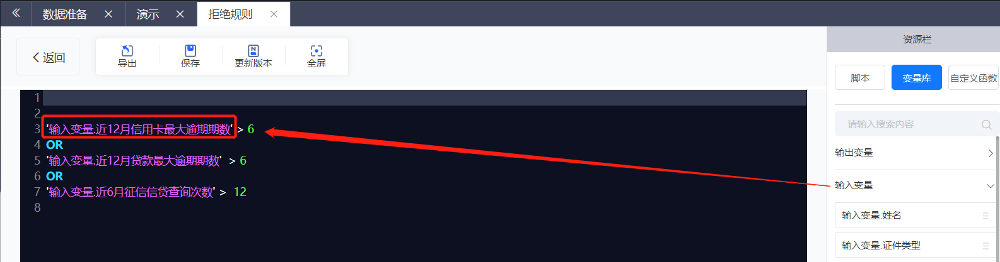 数据准备 演示 拒绝规则
返回
导出 保存 更新版本 全屏
1
2
3 '输入变量.近12月信用卡最大逾期期数' > 6
4 OR
5 '输入变量.近12月贷款最大逾期期数' > 6
6 OR
7 '输入变量.近6月征信信贷查询次数' > 12
8
资源栏
脚本 变量库 自定义函数
请输入搜索内容
输出变量
输入变量
输入变量.姓名
输入变量.证件类型